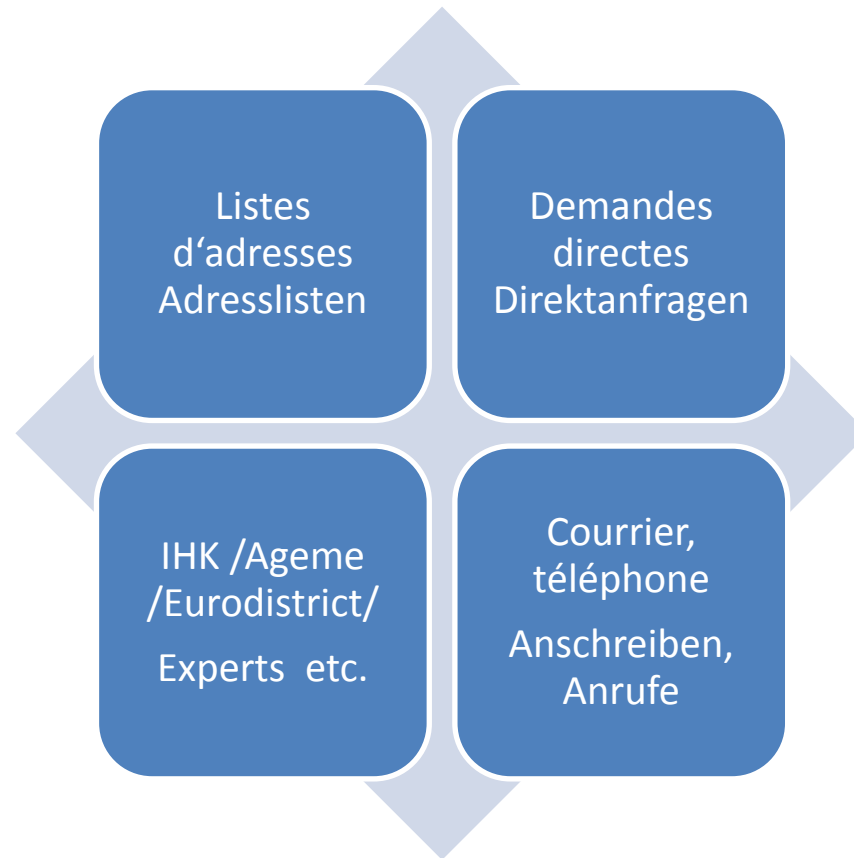 Listes
d‘adresses
Adresslisten
Demandes
directes
Direktanfragen
IHK /Ageme
/Eurodistrict/
Experts etc.
Courrier,
téléphone
Anschreiben,
Anrufe